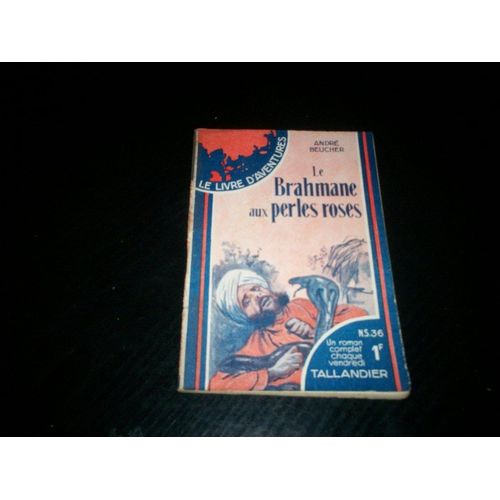 LE LIVRE D'AVENTURES
ANDRÉ
BEUCHER
Le
Brahmane
aux perles roses
N.S. 36
Un roman
complet
chaque
vendredi
1F
TALLANDIER